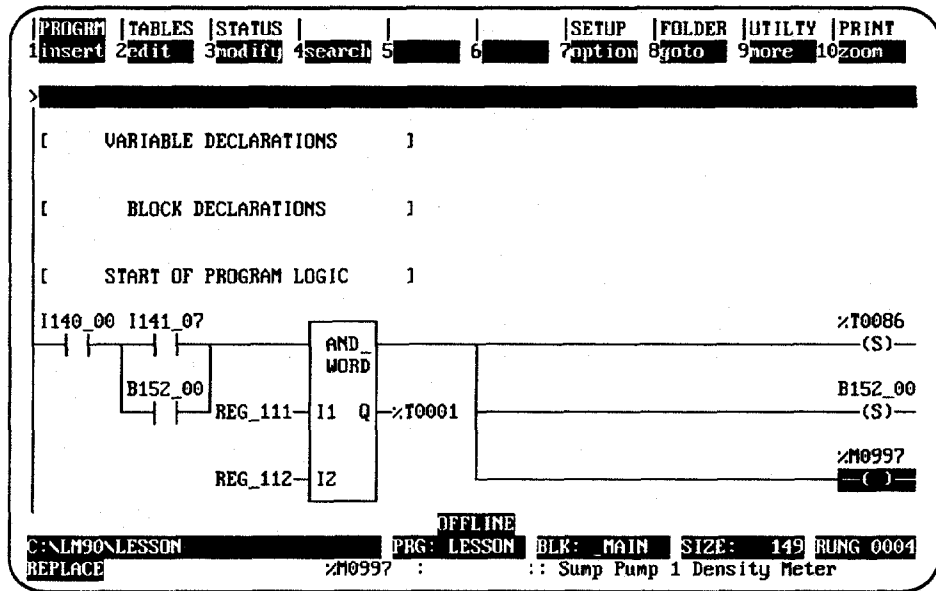 |PROGRM |TABLES |STATUS | | | |SETUP |FOLDER |UTILTY |PRINT
1insert 2edit 3modify 4search 5 6 7option 8goto 9more 10zoom
>
[ VARIABLE DECLARATIONS ]
[ BLOCK DECLARATIONS ]
[ START OF PROGRAM LOGIC ]
I140_00 I141_07 %T0086
AND_ (S)
WORD
B152_00 B152_00
REG_111 I1 Q %T0001 (S)
%M0997
REG_112 I2 ( )
OFFLINE
C:\LM90\LESSON PRG: LESSON BLK: _MAIN SIZE: 149 RUNG 0004
REPLACE %M0997 : :: Sump Pump 1 Density Meter